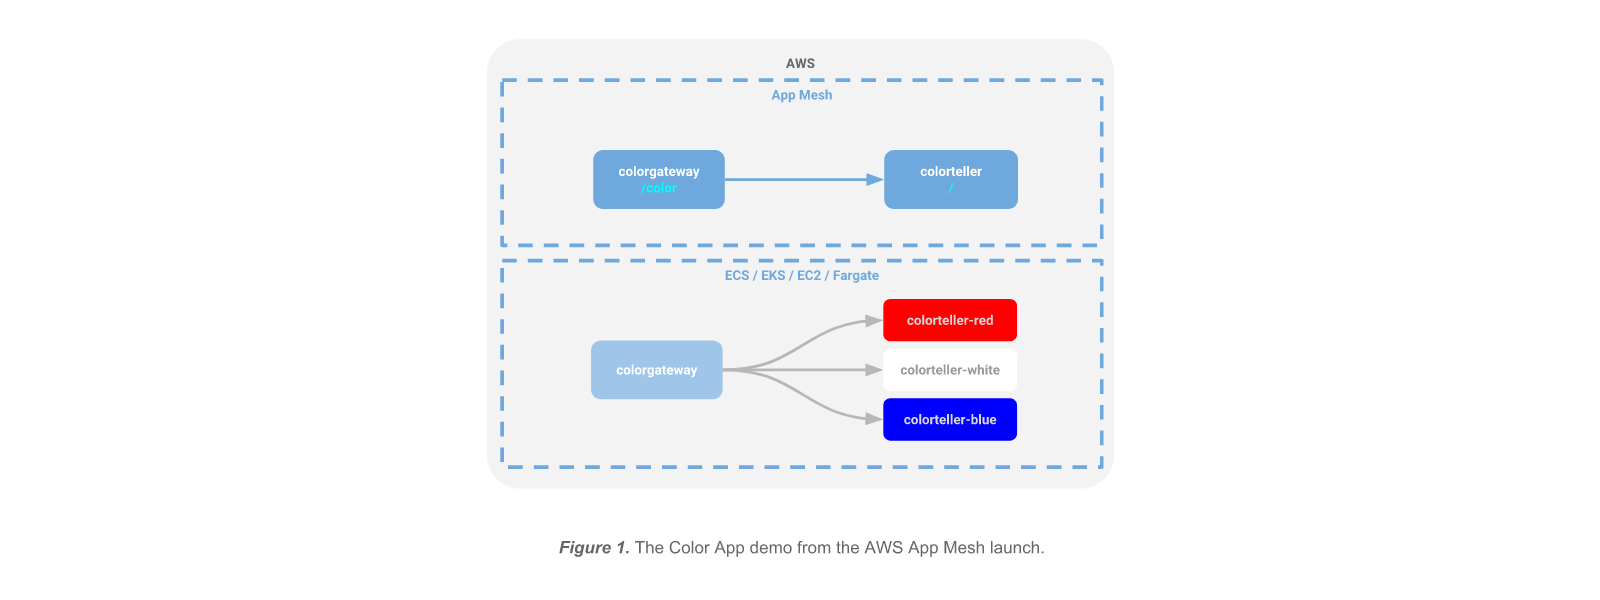 AWS
App Mesh
colorgateway
/color
colorteller
/
ECS / EKS / EC2 / Fargate
colorgateway
colorteller-red
colorteller-white
colorteller-blue
Figure 1. The Color App demo from the AWS App Mesh launch.